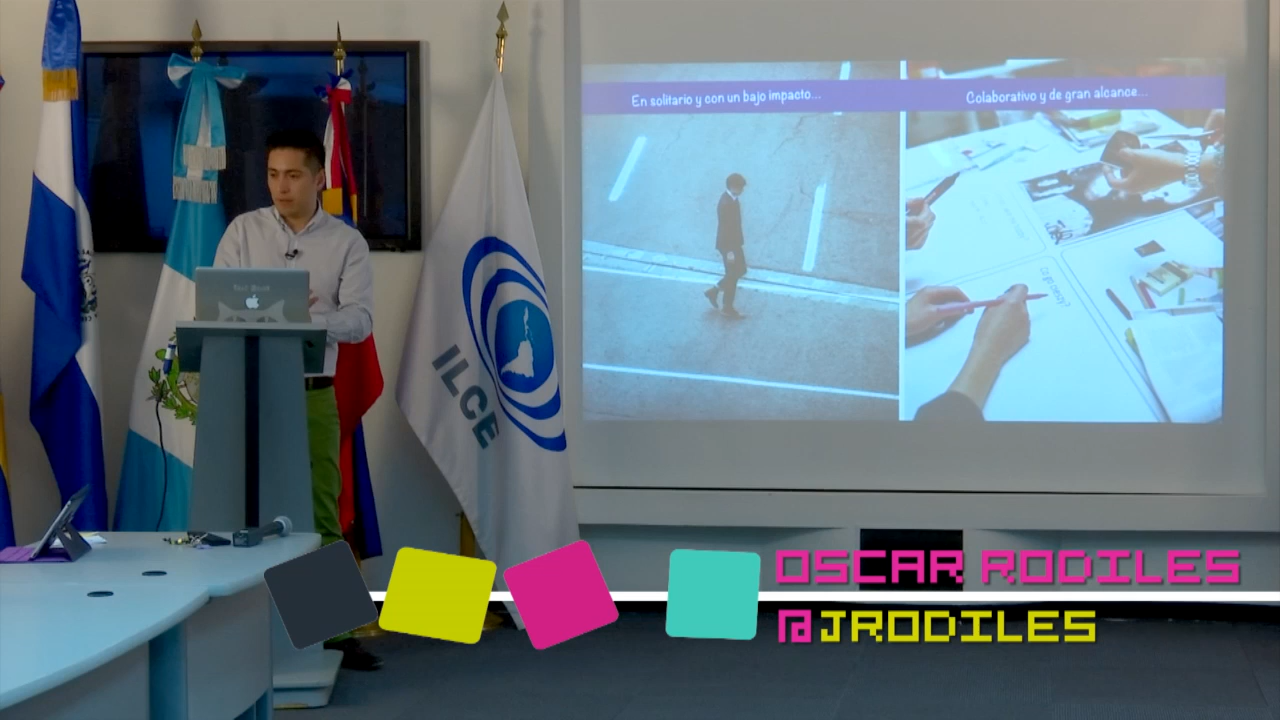 En solitario y con un bajo impacto...
Colaborativo y de gran alcance...
ILCE
OSCAR RODILES
@JRODILES